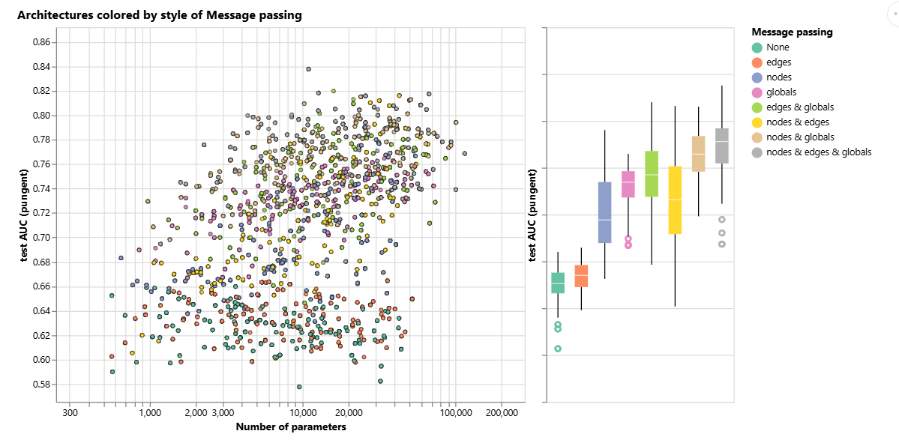 Architectures colored by style of Message passing
0.86
0.84
0.82
0.80
0.78
0.76
0.74
0.72
0.70
0.68
0.66
0.64
0.62
0.60
0.58
test AUC (pungent)
300
1,000
2,000
3,000
10,000
20,000
100,000
200,000
Number of parameters
test AUC (pungent)
Message passing
None
edges
nodes
globals
edges & globals
nodes & edges
nodes & globals
nodes & edges & globals